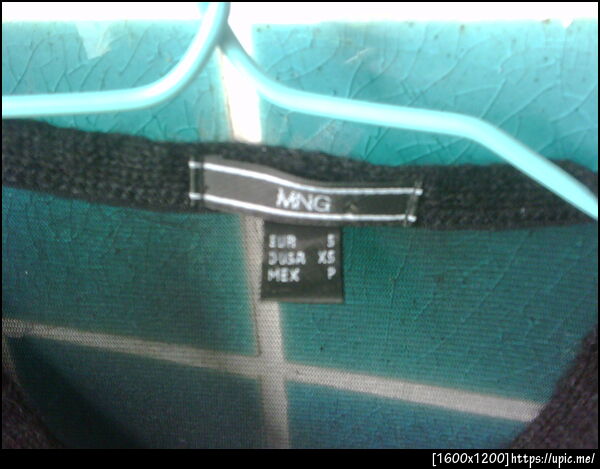 MNG
EUR S
USA XS
MEX P
[1600x1200]https://upic.me/